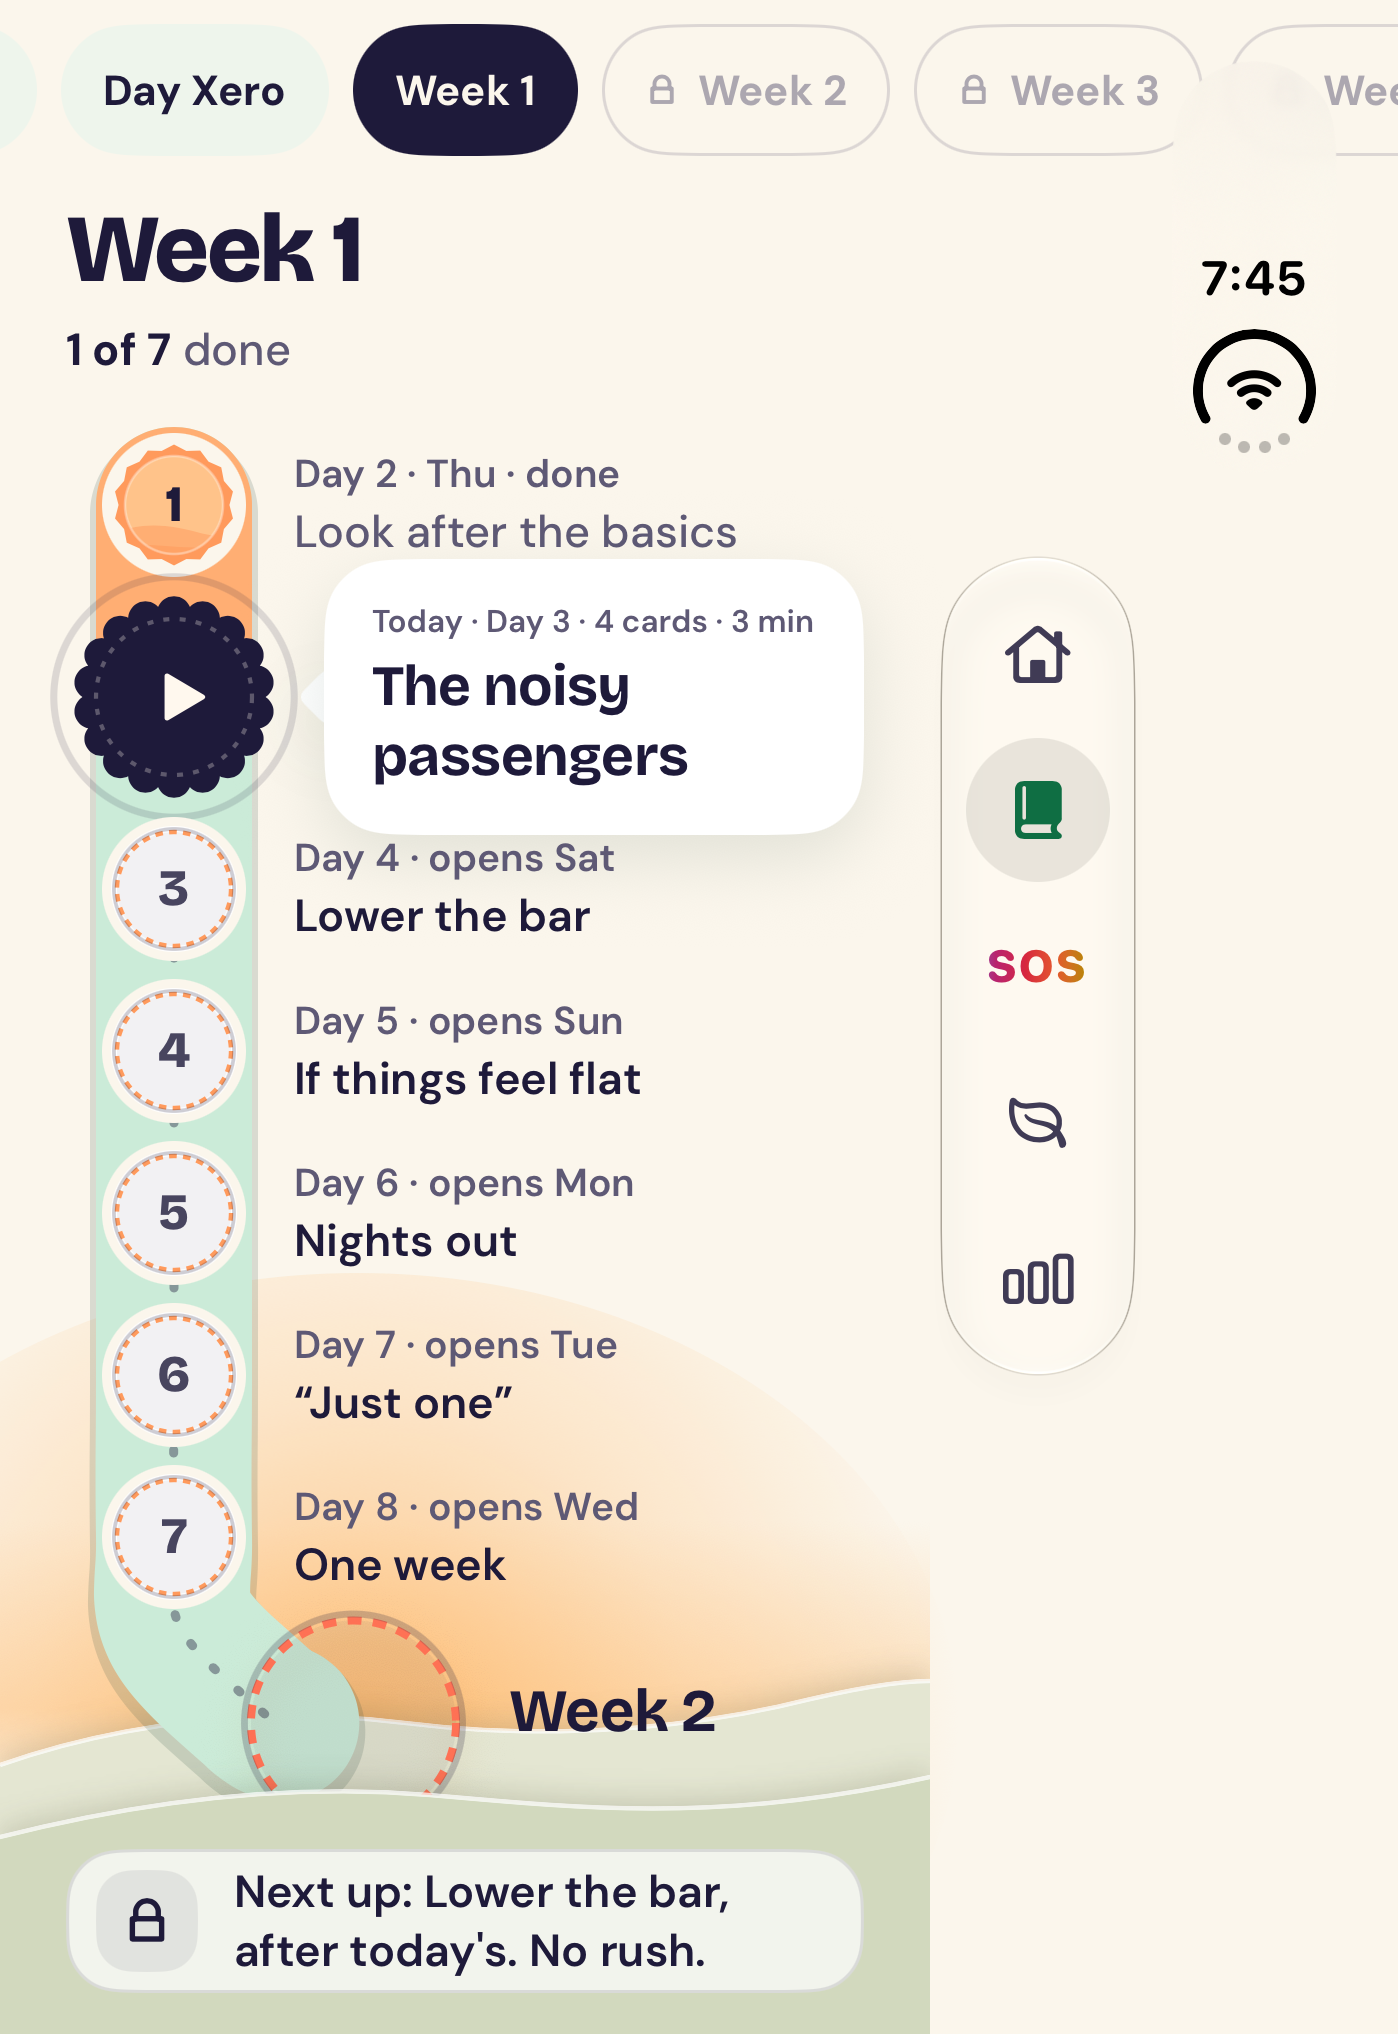 Day Xero
Week 1
Week 2
Week 3
Week 1
1 of 7 done
7:45
1
Day 2 · Thu · done
Look after the basics
Today · Day 3 · 4 cards · 3 min
The noisy
passengers
3
Day 4 · opens Sat
Lower the bar
sos
4
Day 5 · opens Sun
If things feel flat
5
Day 6 · opens Mon
Nights out
6
Day 7 · opens Tue
“Just one”
7
Day 8 · opens Wed
One week
Week 2
Next up: Lower the bar,
after today's. No rush.